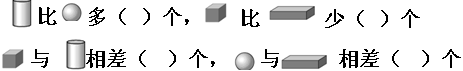 比 多（ ）个， 比 少（ ）个
与 相差（ ）个， 与 相差（ ）个